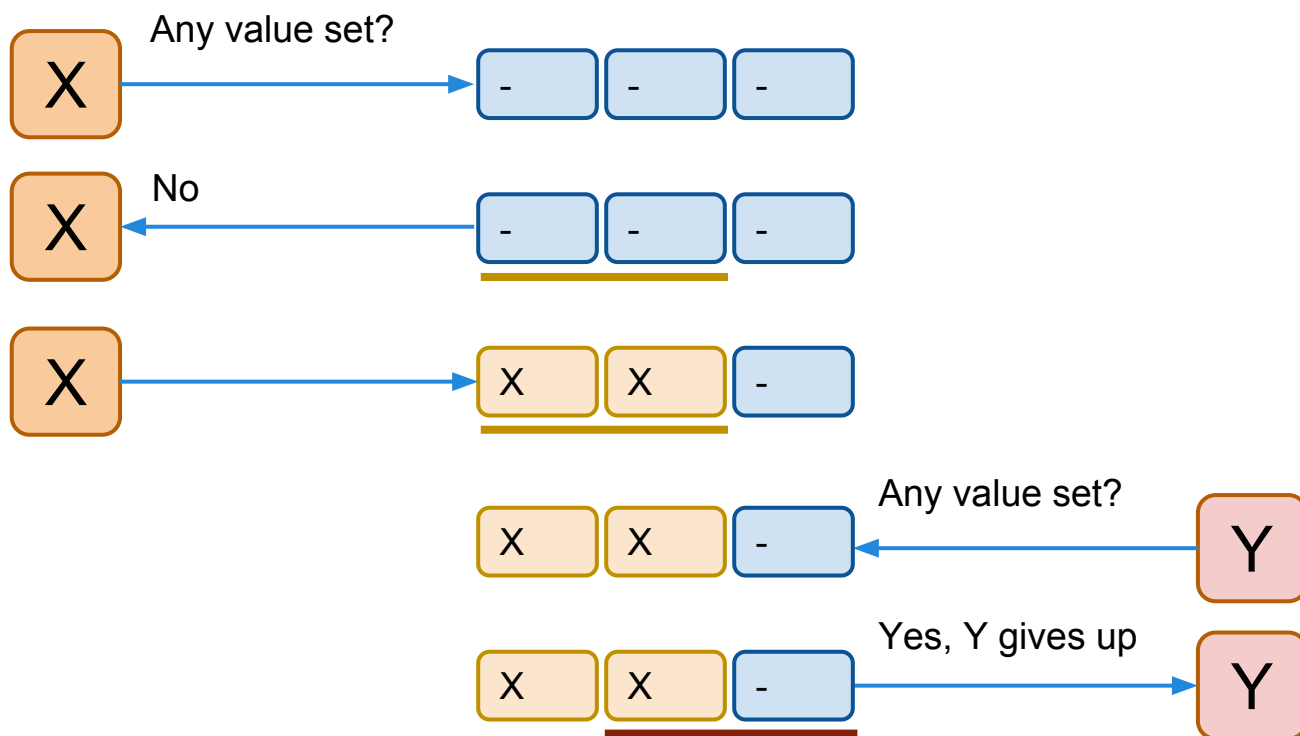 Any value set?
X - - -
No
X - - -
X X X -
Any value set?
X X - Y
Yes, Y gives up
X X - Y